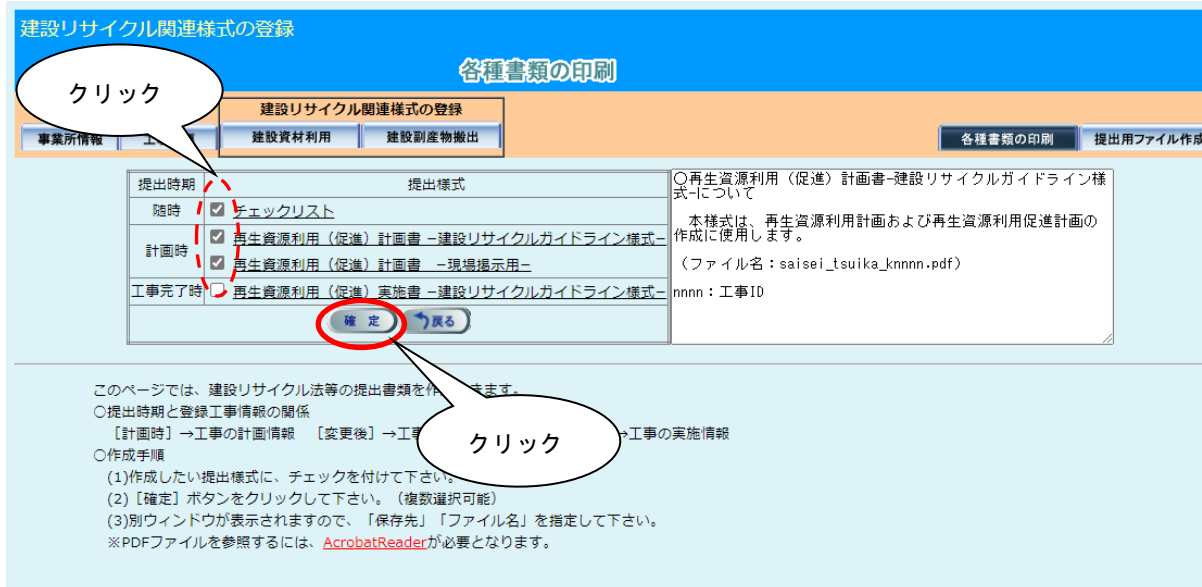 建設リサイクル関連様式の登録
各種書類の印刷
クリック
建設リサイクル関連様式の登録
事業所情報
建設資材利用
建設副産物搬出
各種書類の印刷
提出用ファイル作成
提出時期
提出様式
随時
チェックリスト
計画時
再生資源利用（促進）計画書 −建設リサイクルガイドライン様式−
再生資源利用（促進）計画書　−現場掲示用−
工事完了時
再生資源利用（促進）実施書 −建設リサイクルガイドライン様式−
確 定
戻る
○再生資源利用（促進）計画書−建設リサイクルガイドライン様
式−について
本様式は、再生資源利用計画および再生資源利用促進計画の
作成に使用します。
（ファイル名：saisei_tsuika_knnnn.pdf）
nnnn：工事ID
このページでは、建設リサイクル法等の提出書類を作 きます。
○提出時期と登録工事情報の関係
［計画時］→工事の計画情報　［変更後］→工事 →工事の実施情報
クリック
○作成手順
(1)作成したい提出様式に、チェックを付けて下さい。
(2)［確定］ボタンをクリックして下さい。（複数選択可能）
(3)別ウィンドウが表示されますので、「保存先」「ファイル名」を指定して下さい。
※PDFファイルを参照するには、AcrobatReaderが必要となります。